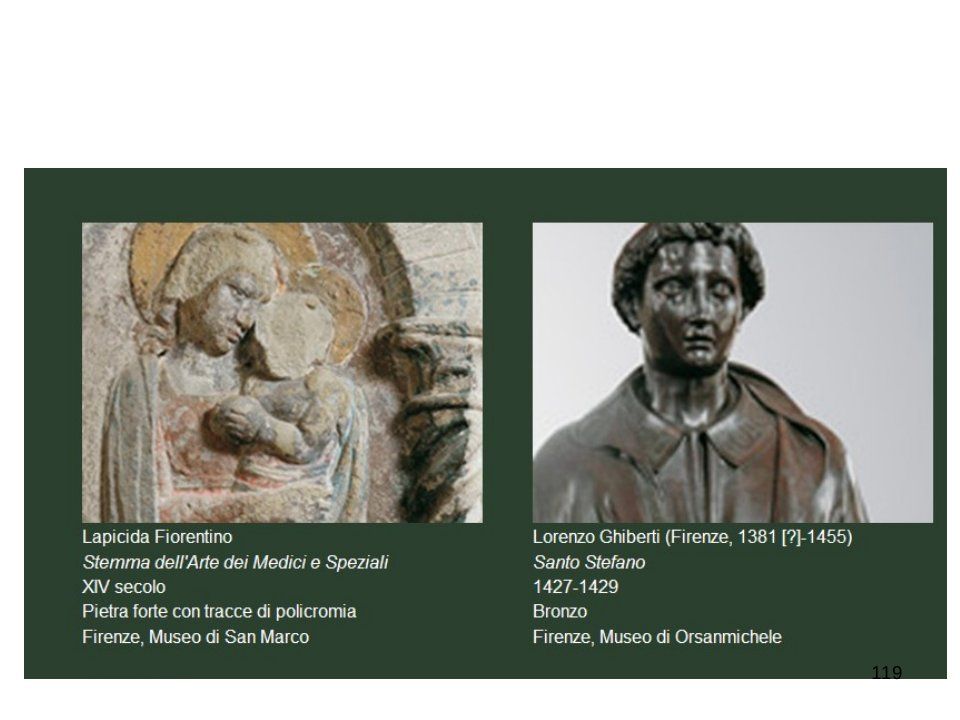 Lapicida Fiorentino
Stemma dell'Arte dei Medici e Speziali
XIV secolo
Pietra forte con tracce di policromia
Firenze, Museo di San Marco
Lorenzo Ghiberti (Firenze, 1381 [?]-1455)
Santo Stefano
1427-1429
Bronzo
Firenze, Museo di Orsanmichele
119